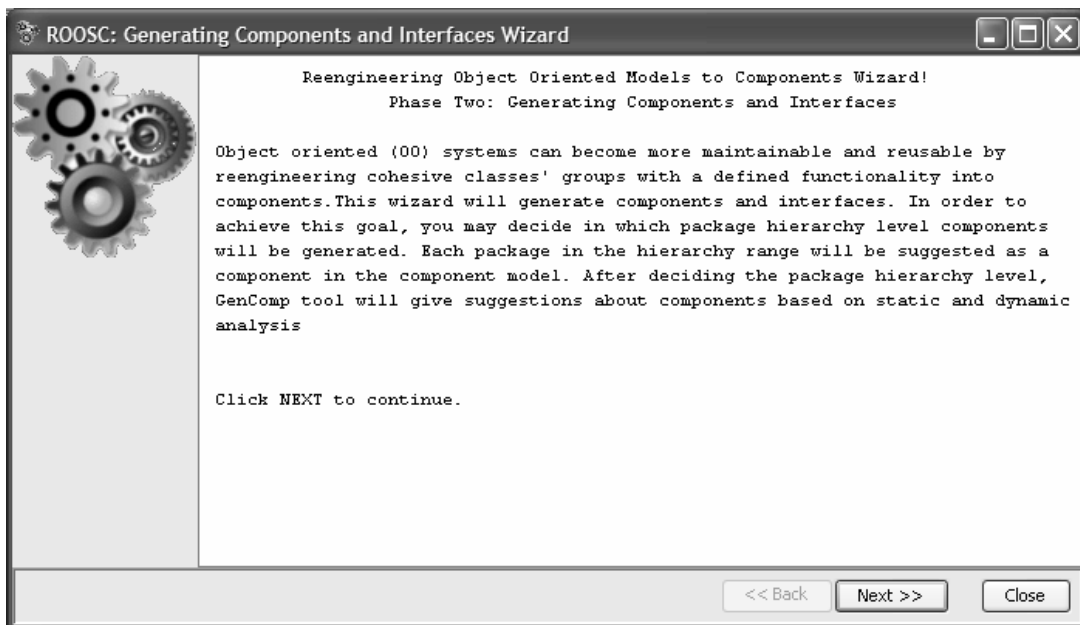 ROOSC: Generating Components and Interfaces Wizard
Reengineering Object Oriented Models to Components Wizard!
Phase Two: Generating Components and Interfaces
Object oriented (OO) systems can become more maintainable and reusable by
reengineering cohesive classes' groups with a defined functionality into
components.This wizard will generate components and interfaces. In order to
achieve this goal, you may decide in which package hierarchy level components
will be generated. Each package in the hierarchy range will be suggested as a
component in the component model. After deciding the package hierarchy level,
GenComp tool will give suggestions about components based on static and dynamic
analysis
Click NEXT to continue.
<< Back Next >> Close